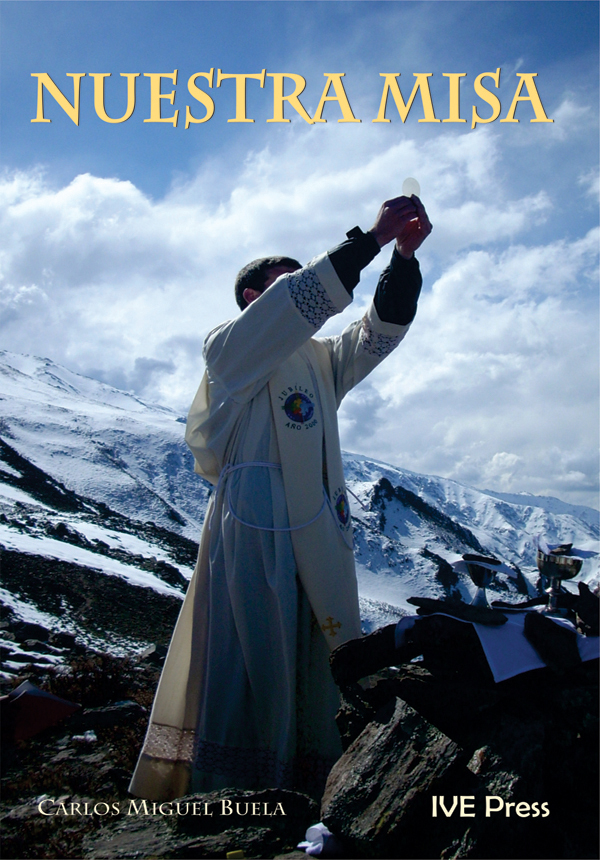 NUESTRA MISA
JUBILEO
AÑO 2000
CARLOS MIGUEL BUELA
IVE Press